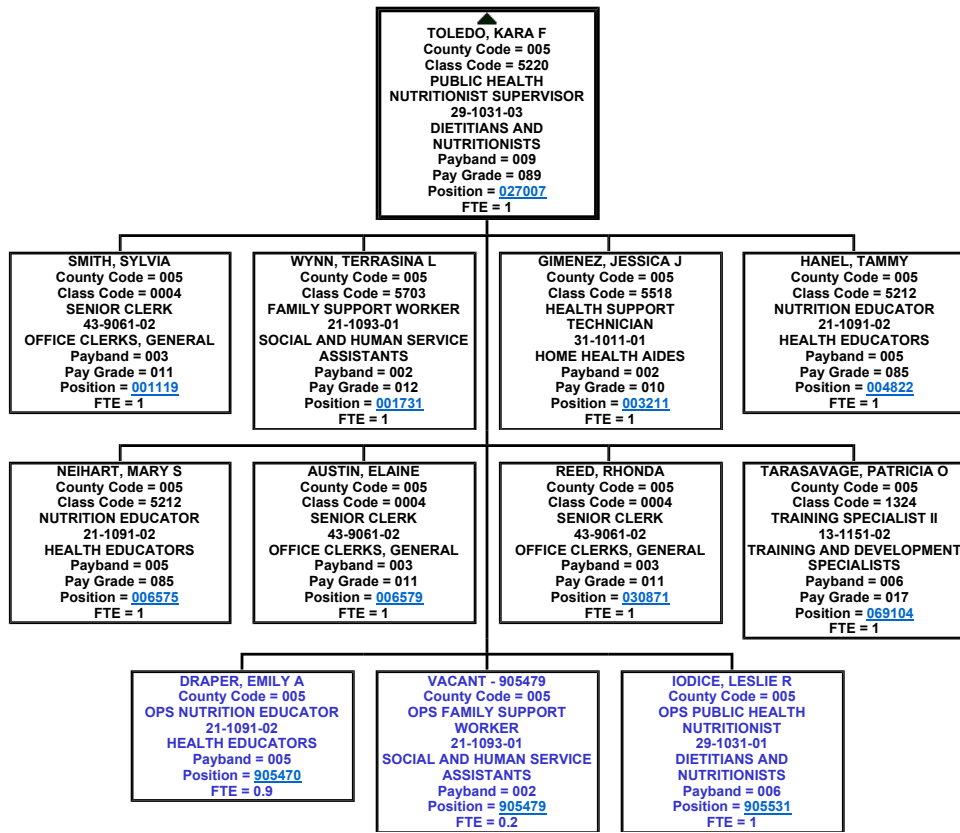 TOLEDO, KARA F
County Code = 005
Class Code = 5220
PUBLIC HEALTH
NUTRITIONIST SUPERVISOR
29-1031-03
DIETITIANS AND
NUTRITIONISTS
Payband = 009
Pay Grade = 089
Position = 027007
FTE = 1
SMITH, SYLVIA
County Code = 005
Class Code = 0004
SENIOR CLERK
43-9061-02
OFFICE CLERKS, GENERAL
Payband = 003
Pay Grade = 011
Position = 001119
FTE = 1
WYNN, TERRASINA L
County Code = 005
Class Code = 5703
FAMILY SUPPORT WORKER
21-1093-01
SOCIAL AND HUMAN SERVICE
ASSISTANTS
Payband = 002
Pay Grade = 012
Position = 001731
FTE = 1
GIMENEZ, JESSICA J
County Code = 005
Class Code = 5518
HEALTH SUPPORT
TECHNICIAN
31-1011-01
HOME HEALTH AIDES
Payband = 002
Pay Grade = 010
Position = 003211
FTE = 1
HANEL, TAMMY
County Code = 005
Class Code = 5212
NUTRITION EDUCATOR
21-1091-02
HEALTH EDUCATORS
Payband = 005
Pay Grade = 085
Position = 004822
FTE = 1
NEIHART, MARY S
County Code = 005
Class Code = 5212
NUTRITION EDUCATOR
21-1091-02
HEALTH EDUCATORS
Payband = 005
Pay Grade = 085
Position = 006575
FTE = 1
AUSTIN, ELAINE
County Code = 005
Class Code = 0004
SENIOR CLERK
43-9061-02
OFFICE CLERKS, GENERAL
Payband = 003
Pay Grade = 011
Position = 006579
FTE = 1
REED, RHONDA
County Code = 005
Class Code = 0004
SENIOR CLERK
43-9061-02
OFFICE CLERKS, GENERAL
Payband = 003
Pay Grade = 011
Position = 030871
FTE = 1
TARASAVAGE, PATRICIA O
County Code = 005
Class Code = 1324
TRAINING SPECIALIST II
13-1151-02
TRAINING AND DEVELOPMENT
SPECIALISTS
Payband = 006
Pay Grade = 017
Position = 069104
FTE = 1
DRAPER, EMILY A
County Code = 005
OPS NUTRITION EDUCATOR
21-1091-02
HEALTH EDUCATORS
Payband = 005
Position = 905470
FTE = 0.9
VACANT - 905479
County Code = 005
OPS FAMILY SUPPORT
WORKER
21-1093-01
SOCIAL AND HUMAN SERVICE
ASSISTANTS
Payband = 002
Position = 905479
FTE = 0.2
IODICE, LESLIE R
County Code = 005
OPS PUBLIC HEALTH
NUTRITIONIST
29-1031-01
DIETITIANS AND
NUTRITIONISTS
Payband = 006
Position = 905531
FTE = 1